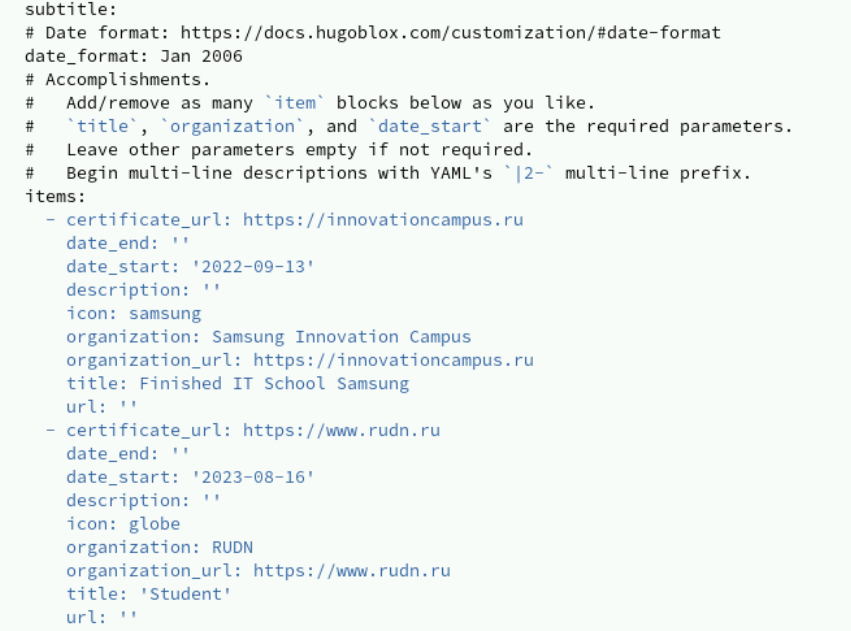 subtitle:
# Date format: https://docs.hugoblox.com/customization/#date-format
date_format: Jan 2006
# Accomplishments.
#   Add/remove as many `item` blocks below as you like.
#   `title`, `organization`, and `date_start` are the required parameters.
#   Leave other parameters empty if not required.
#   Begin multi-line descriptions with YAML's `|2-` multi-line prefix.
items:
  - certificate_url: https://innovationcampus.ru
    date_end: ''
    date_start: '2022-09-13'
    description: ''
    icon: samsung
    organization: Samsung Innovation Campus
    organization_url: https://innovationcampus.ru
    title: Finished IT School Samsung
    url: ''
  - certificate_url: https://www.rudn.ru
    date_end: ''
    date_start: '2023-08-16'
    description: ''
    icon: globe
    organization: RUDN
    organization_url: https://www.rudn.ru
    title: 'Student'
    url: ''